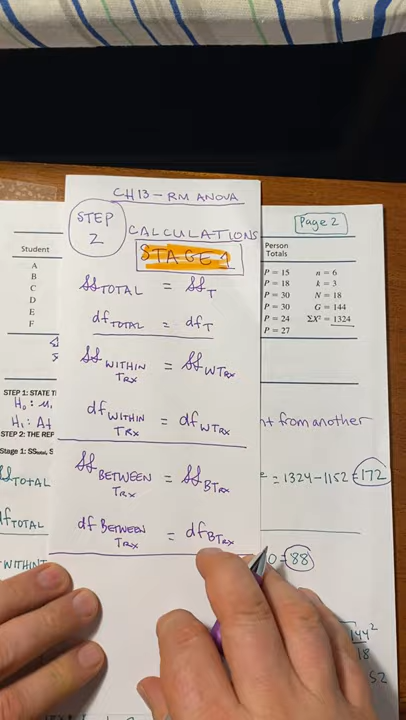 CH13 - RM ANOVA
STEP 2
CALCULATIONS
STAGE 1
SS TOTAL = SS T
df TOTAL = df T
SS WITHIN TRX = SS WTRX
df WITHIN TRX = df WTRX
SS BETWEEN TRX = SS BTRX
df BETWEEN TRX = df BTRX
Page 2
Student
A
B
C
D
E
F
Person
Totals
P = 15 n = 6
P = 18 k = 3
P = 30 N = 18
P = 30 G = 144
P = 24 ΣX² = 1324
P = 27
STEP 1: STATE T
H₀:
H₁:
STEP 2: THE
Stage 1:
nt from another
SS TOTAL
= 1324-1152 = 172
df TOTAL
0 = 88
WITHIN
144²
18
52